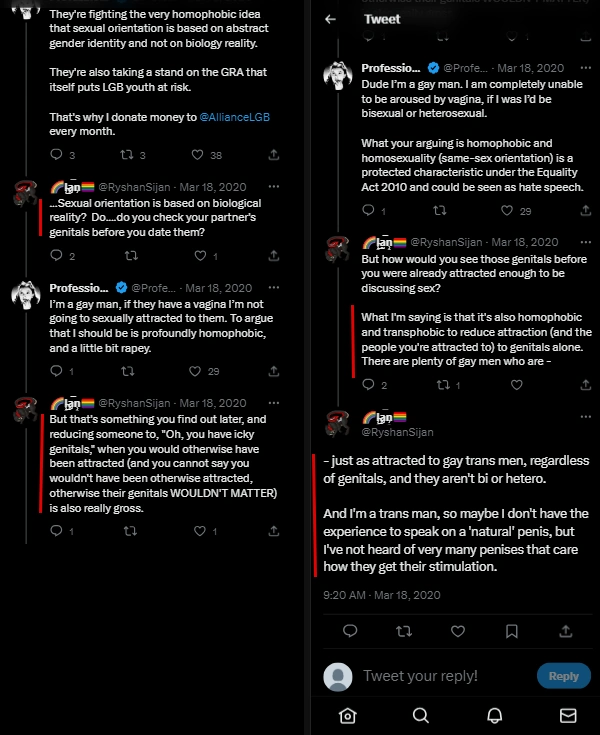 They're fighting the very homophobic idea
that sexual orientation is based on abstract
gender identity and not on biology reality.
They're also taking a stand on the GRA that
itself puts LGB youth at risk.
That's why I donate money to @AllianceLGB
every month.
3 3 38
Ian @RyshanSijan · Mar 18, 2020 ···
...Sexual orientation is based on biological
reality? Do....do you check your partner's
genitals before you date them?
2 1
Professio... @Profe... · Mar 18, 2020 ···
I'm a gay man, if they have a vagina I'm not
going to sexually attracted to them. To argue
that I should be is profoundly homophobic,
and a little bit rapey.
1 29
Ian @RyshanSijan · Mar 18, 2020 ···
But that's something you find out later, and
reducing someone to, "Oh, you have icky
genitals," when you would otherwise have
been attracted (and you cannot say you
wouldn't have been otherwise attracted,
otherwise their genitals WOULDN'T MATTER)
is also really gross.
1 1
Tweet
Professio... @Profe... · Mar 18, 2020 ···
Dude I'm a gay man. I am completely unable
to be aroused by vagina, if I was I'd be
bisexual or heterosexual.
What your arguing is homophobic and
homosexuality (same-sex orientation) is a
protected characteristic under the Equality
Act 2010 and could be seen as hate speech.
1 29
Ian @RyshanSijan · Mar 18, 2020 ···
But how would you see those genitals before
you were already attracted enough to be
discussing sex?
What I'm saying is that it's also homophobic
and transphobic to reduce attraction (and the
people you're attracted to) to genitals alone.
There are plenty of gay men who are -
2 1
Ian ···
@RyshanSijan
- just as attracted to gay trans men, regardless
of genitals, and they aren't bi or hetero.
And I'm a trans man, so maybe I don't have the
experience to speak on a 'natural' penis, but
I've not heard of very many penises that care
how they get their stimulation.
9:20 AM · Mar 18, 2020
Tweet your reply!
Reply